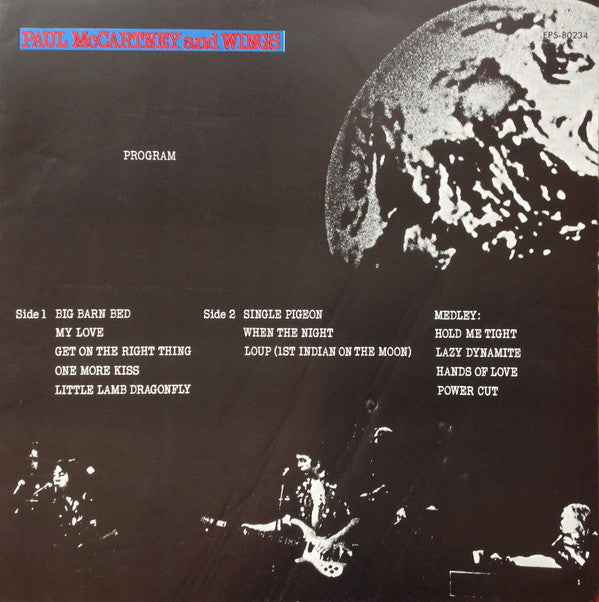 PAUL McCARTNEY and WINGS
EPS-80234
PROGRAM
Side 1 BIG BARN BED
MY LOVE
GET ON THE RIGHT THING
ONE MORE KISS
LITTLE LAMB DRAGONFLY
Side 2 SINGLE PIGEON
WHEN THE NIGHT
LOUP (1ST INDIAN ON THE MOON)
MEDLEY:
HOLD ME TIGHT
LAZY DYNAMITE
HANDS OF LOVE
POWER CUT
1